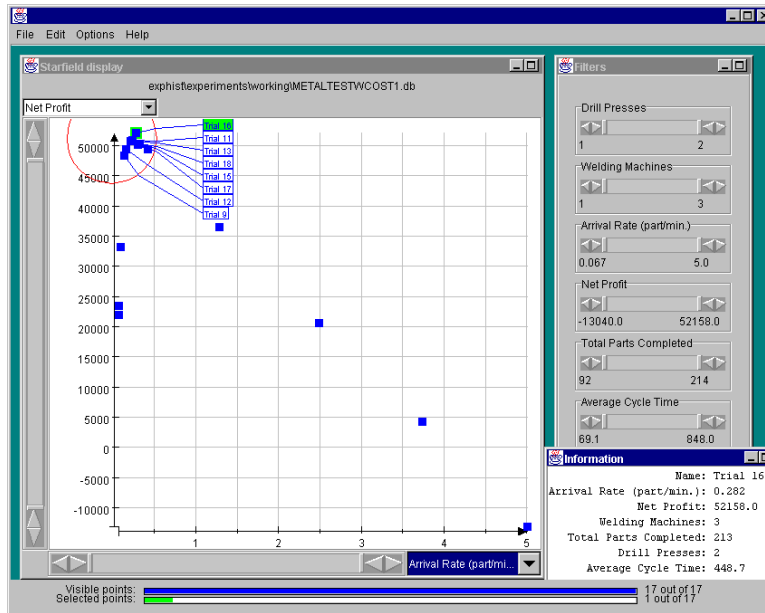 File Edit Options Help
Starfield display
exphist\experiments\working\METALTESTWCOST1.db
Net Profit
Trial 16
Trial 11
Trial 13
Trial 18
Trial 15
Trial 17
Trial 12
Trial 9
50000
45000
40000
35000
30000
25000
20000
15000
10000
5000
0
-5000
-10000
1 2 3 4 5
Arrival Rate (part/mi...
Filters
Drill Presses
1 2
Welding Machines
1 3
Arrival Rate (part/min.)
0.067 5.0
Net Profit
-13040.0 52158.0
Total Parts Completed
92 214
Average Cycle Time
69.1 848.0
Information
Name: Trial 16
Arrival Rate (part/min.): 0.282
Net Profit: 52158.0
Welding Machines: 3
Total Parts Completed: 213
Drill Presses: 2
Average Cycle Time: 448.7
Visible points: 17 out of 17
Selected points: 1 out of 17